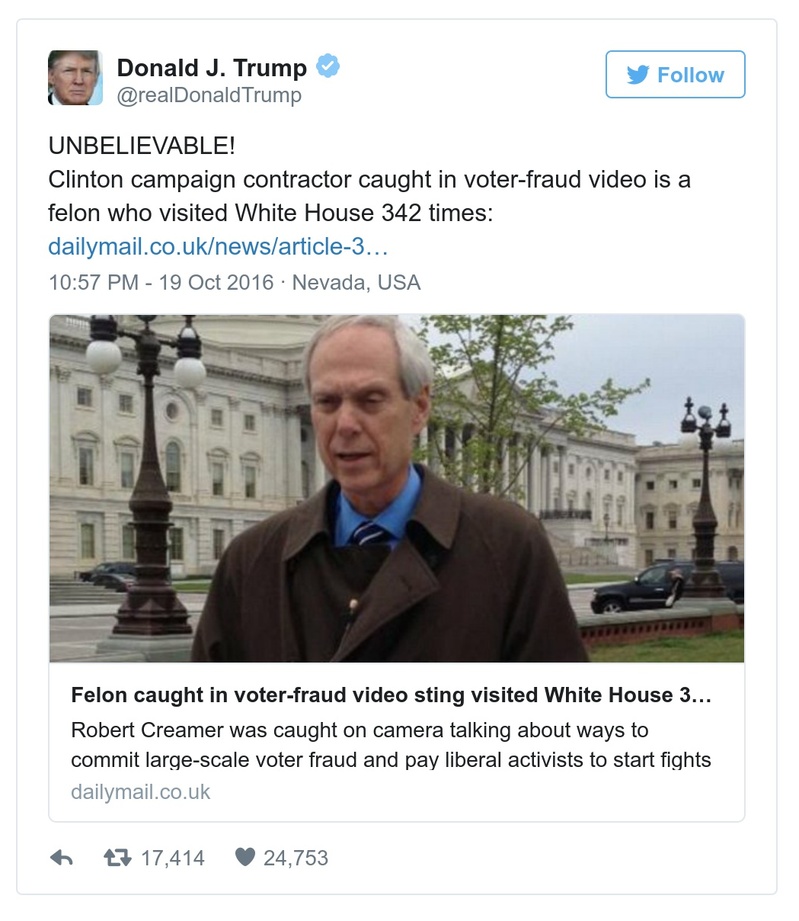 Donald J. Trump
@realDonaldTrump
Follow
UNBELIEVABLE!
Clinton campaign contractor caught in voter-fraud video is a
felon who visited White House 342 times:
dailymail.co.uk/news/article-3…
10:57 PM - 19 Oct 2016 · Nevada, USA
Felon caught in voter-fraud video sting visited White House 3…
Robert Creamer was caught on camera talking about ways to
commit large-scale voter fraud and pay liberal activists to start fights
dailymail.co.uk
17,414 24,753